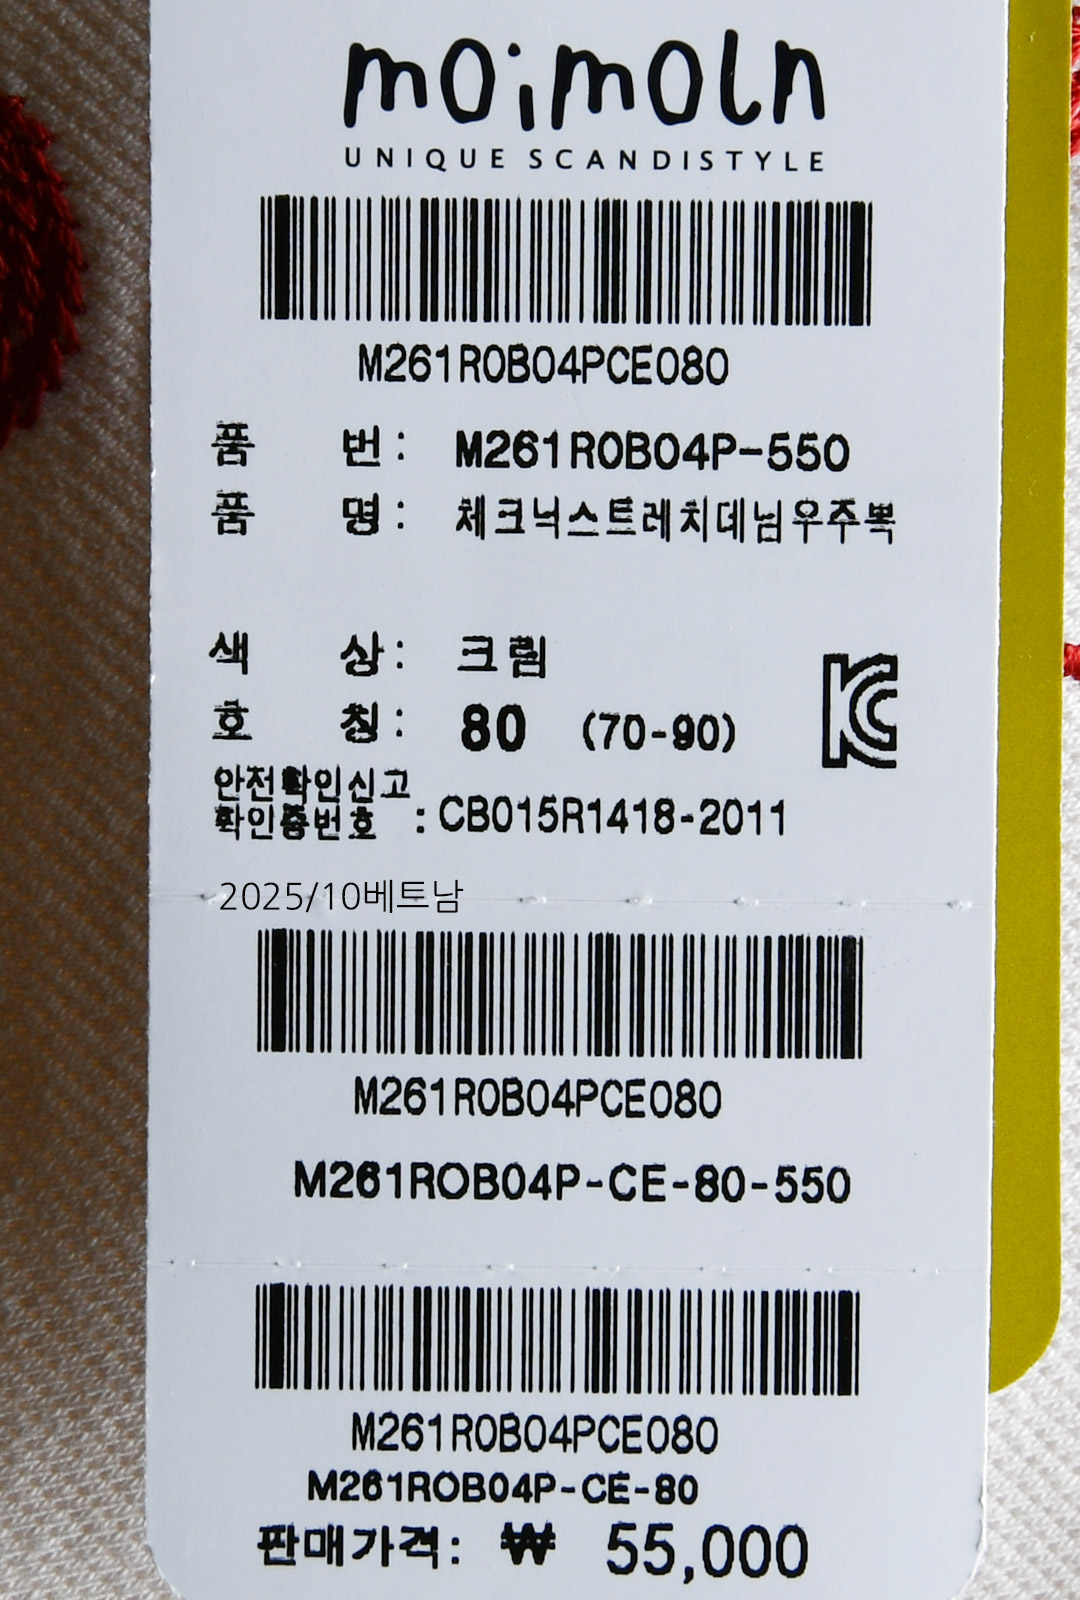 moimoln
UNIQUE SCANDISTYLE
M261ROB04PCE080
품 번: M261ROB04P-550
품 명: 체크닉스트레치데님우주복
색 상: 크림
호 칭: 80 (70-90)
안전확인신고
확인증번호 : CB015R1418-2011
2025/10베트남
M261ROB04PCE080
M261ROB04P-CE-80-550
M261ROB04PCE080
M261ROB04P-CE-80
판매가격: ₩ 55,000